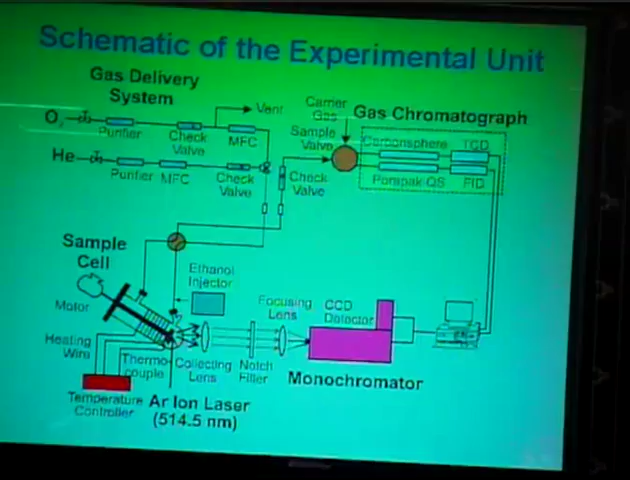 Schematic of the Experimental Unit
Gas Delivery
System
O2
Vent
Purifier
Check
Valve
MFC
He
Purifier
MFC
Check
Valve
Carrier
Gas
Gas Chromatograph
Sample
Valve
Carbonsphere
TCD
Porapak QS
FID
Check
Valve
Sample
Cell
Motor
Ethanol
Injector
Focusing
Lens
CCD
Detector
Heating
Wire
Thermo-
couple
Collecting
Lens
Notch
Filter
Monochromator
Temperature
Controller
Ar Ion Laser
(514.5 nm)